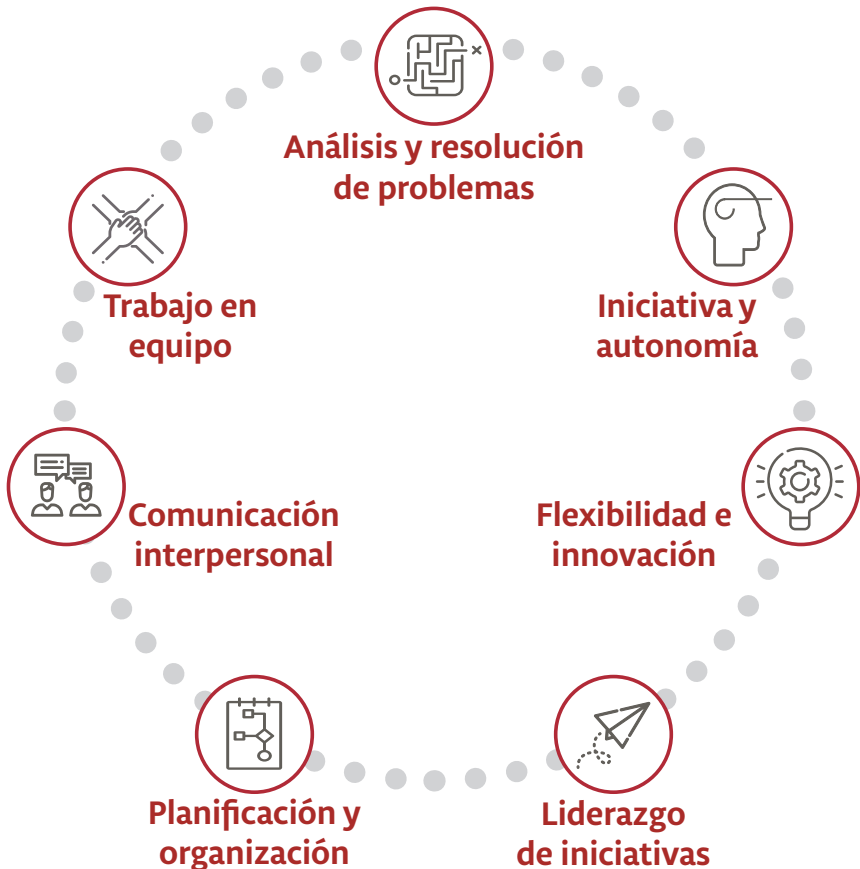 Análisis y resolución
de problemas
Trabajo en
equipo
Iniciativa y
autonomía
Comunicación
interpersonal
Flexibilidad e
innovación
Planificación y
organización
Liderazgo
de iniciativas